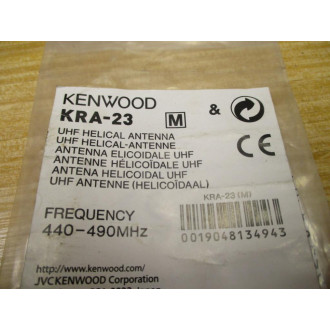 KENWOOD
KRA-23 M &
UHF HELICAL ANTENNA
UHF HELICAL-ANTENNE
ANTENNA ELICOIDALE UHF
ANTENNE HÉLICOÏDALE UHF
ANTENA HELICOIDAL UHF
UHF ANTENNE (HELICOÏDAAL)
CE
KRA-23 (M)
FREQUENCY
440-490MHz
0019048134943
http://www.kenwood.com/
JVCKENWOOD Corporation